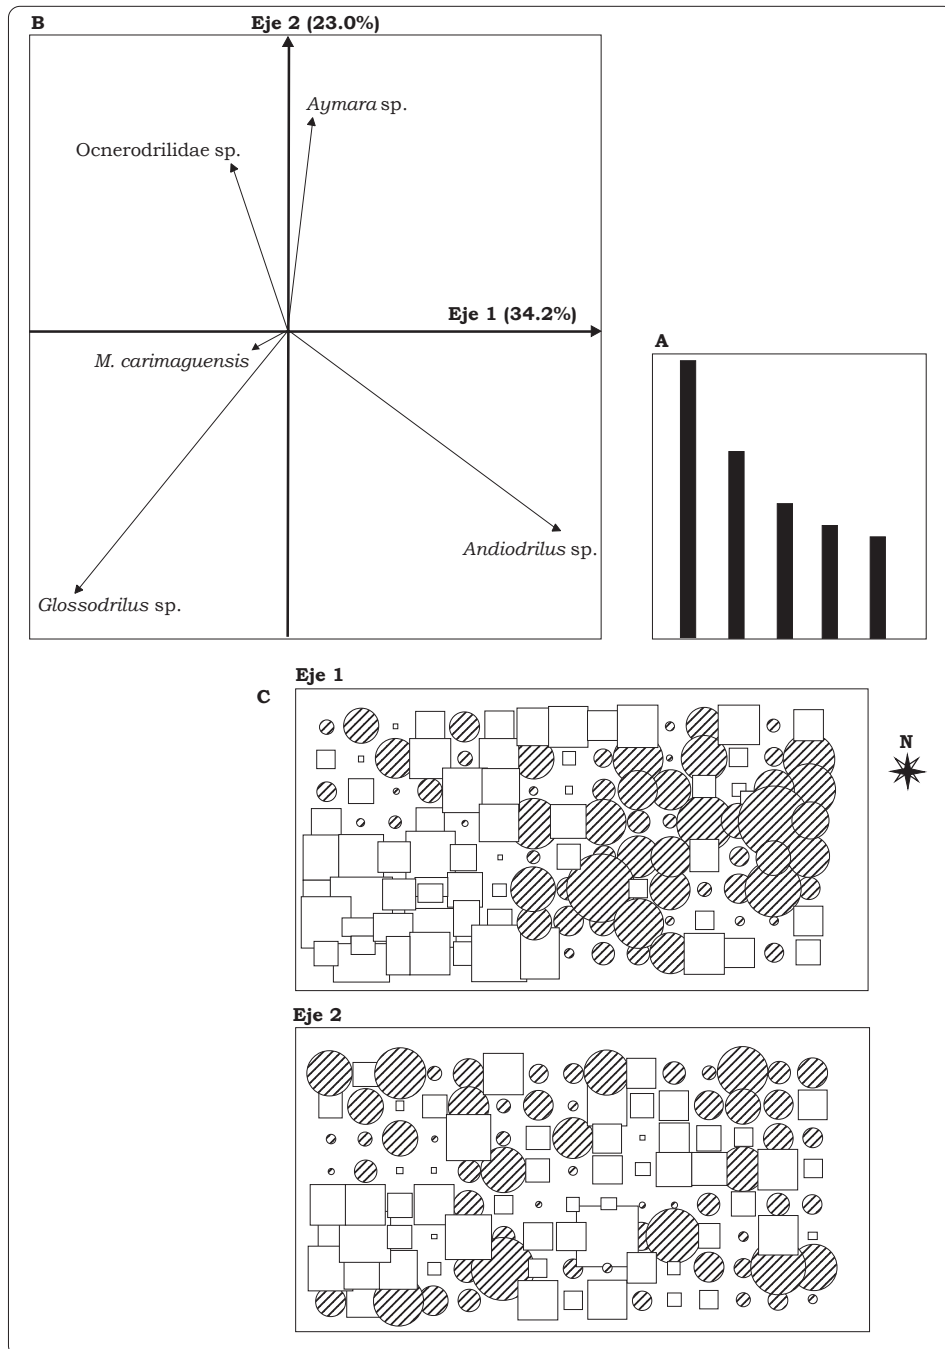 B
Eje 2 (23.0%)
Aymara sp.
Ocnerodrilidae sp.
Eje 1 (34.2%)
M. carimaguensis
A
Andiodrilus sp.
Glossodrilus sp.
Eje 1
C
N
Eje 2